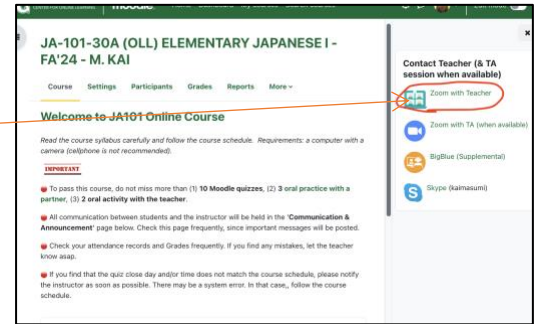 CENTER FOR ONLINE LEARNING
moodle
JA-101-30A (OLL) ELEMENTARY JAPANESE I -
FA'24 - M. KAI
Course Settings Participants Grades Reports More
Welcome to JA101 Online Course
Read the course syllabus carefully and follow the course schedule. Requirements: a computer with a
camera (cellphone is not recommended).
IMPORTANT
To pass this course, do not miss more than (1) 10 Moodle quizzes, (2) 3 oral practice with a
partner, (3) 2 oral activity with the teacher.
All communication between students and the instructor will be held in the 'Communication &
Announcement" page below. Check this page frequently, since important messages will be posted.
Check your attendance records and Grades frequently. If you find any mistakes, let the teacher
know asap.
If you find that the quiz close day and/or time does not match the course schedule, please notify
the instructor as soon as possible. There may be a system error. In that case,, follow the course
schedule.
Contact Teacher (& TA
session when available)
Zoom with Teacher
Zoom with TA (when available)
BigBlue (Supplemental)
Skype (kaimasumi)